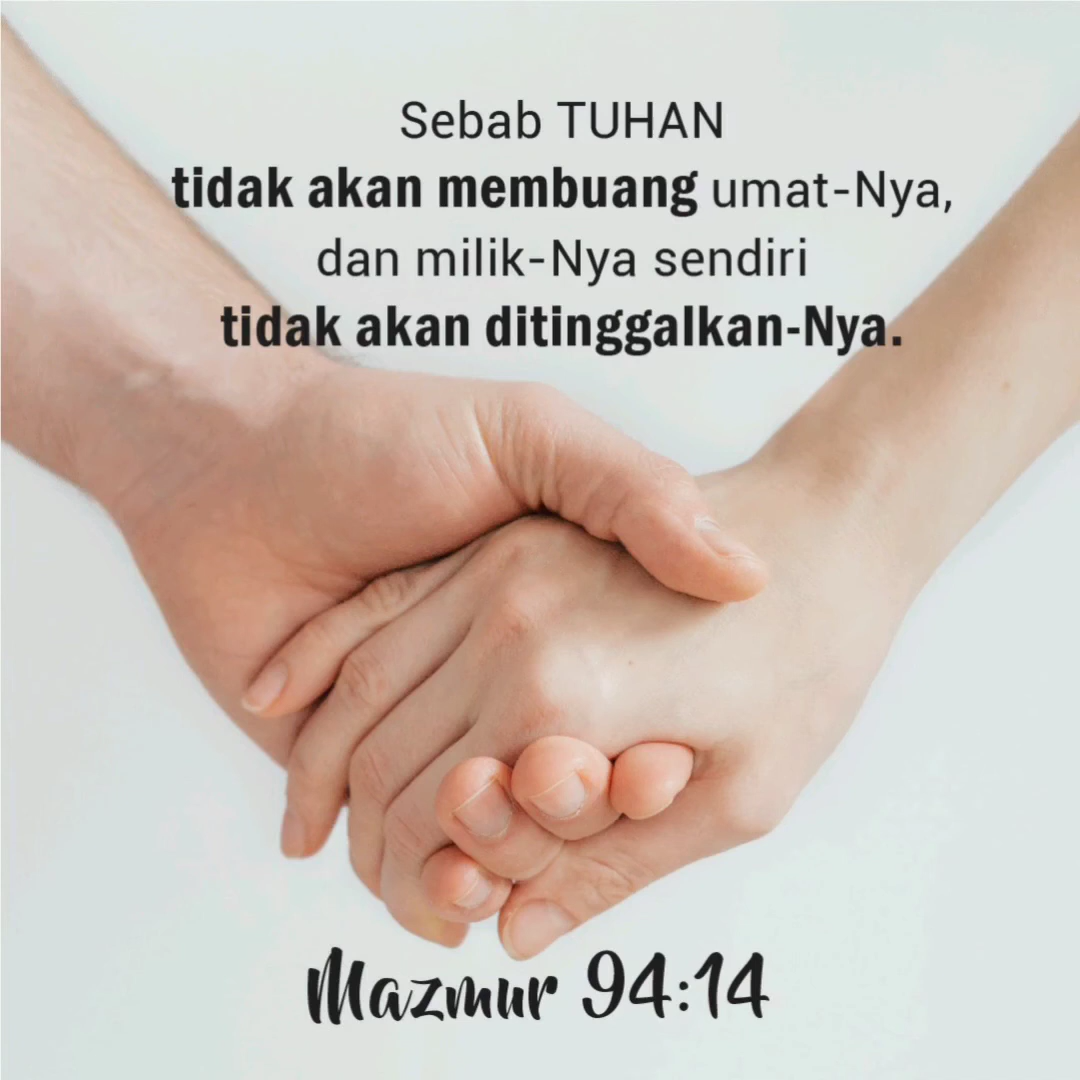 Sebab TUHAN
tidak akan membuang umat-Nya,
dan milik-Nya sendiri
tidak akan ditinggalkan-Nya.
Mazmur 94:14